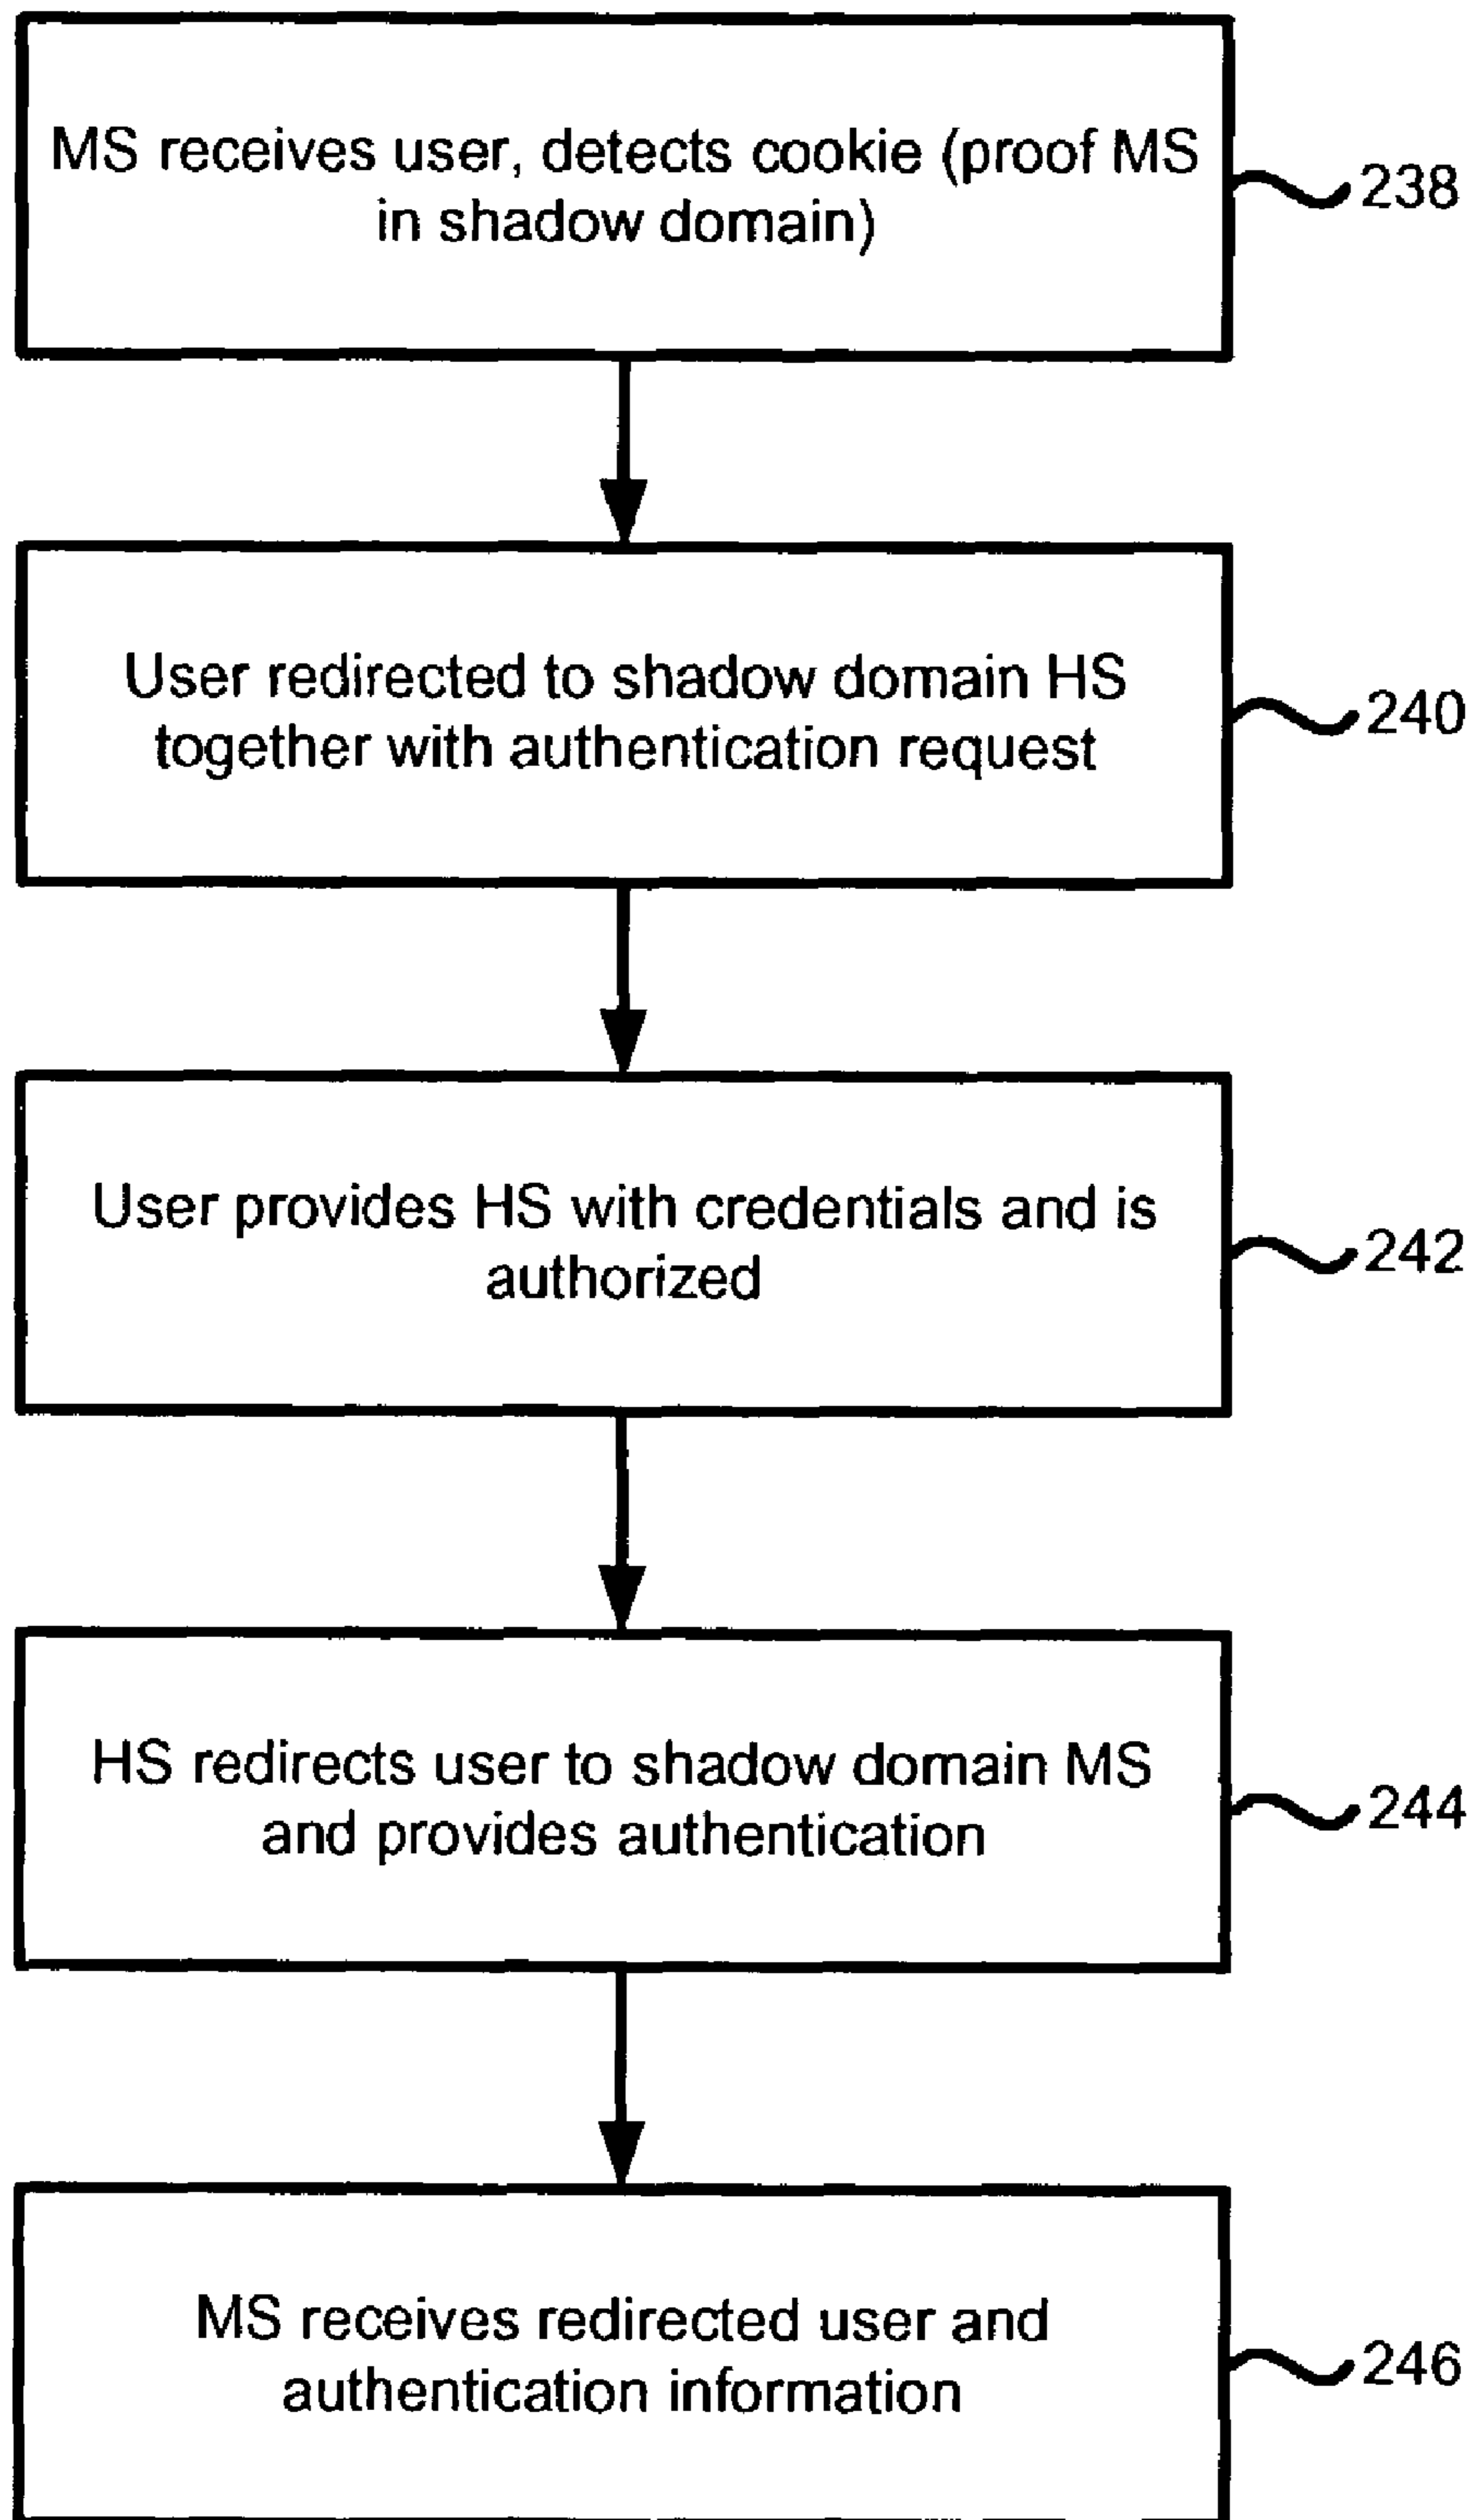 MS receives user, detects cookie (proof MS
in shadow domain)
238
User redirected to shadow domain HS
together with authentication request
240
User provides HS with credentials and is
authorized
242
HS redirects user to shadow domain MS
and provides authentication
244
MS receives redirected user and
authentication information
246